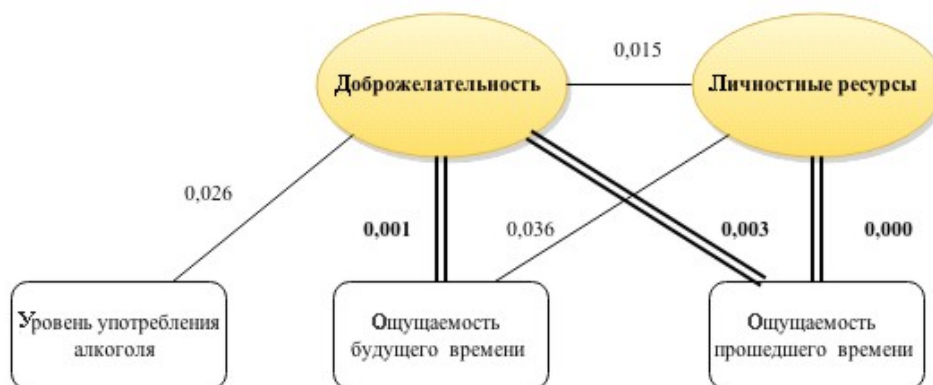 0,015
Доброжелательность
Личностные ресурсы
0,026
0,001
0,036
0,003
0,000
Уровень употребления
алкоголя
Ощущаемость
будущего времени
Ощущаемость
прошедшего времени